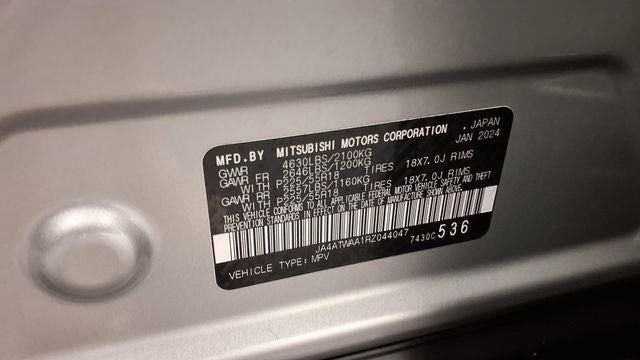 MFD.BY MITSUBISHI MOTORS CORPORATION , JAPAN
JAN 2024
GVWR 4630LBS/2100KG
GAWR FR 2646LBS/1200KG
WITH P225/55R18 TIRES 18X7.0J RIMS
GAWR RR 2557LBS/1160KG
WITH P225/55R18 TIRES 18X7.0J RIMS
THIS VEHICLE CONFORMS TO ALL APPLICABLE FEDERAL MOTOR VEHICLE SAFETY AND THEFT
PREVENTION STANDARDS IN EFFECT ON THE DATE OF MANUFACTURE SHOWN ABOVE.
JA4ATWAA1RZ044047 7430C 536
VEHICLE TYPE: MPV